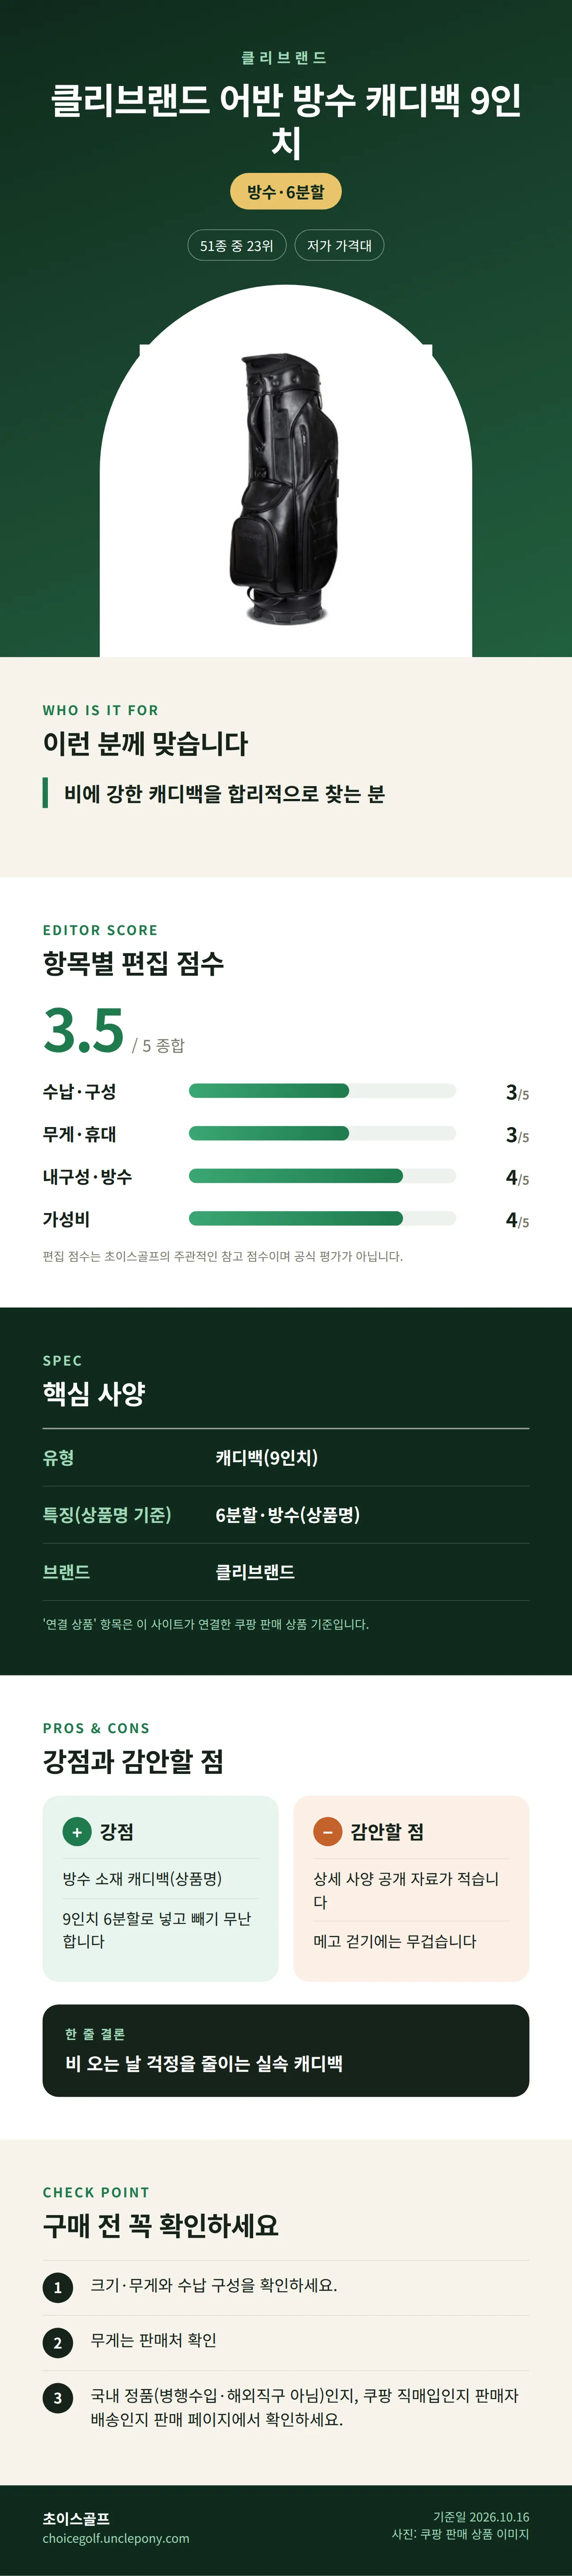 클리브랜드
클리브랜드 어반 방수 캐디백 9인
치
방수·6분할
51종 중 23위
저가 가격대
WHO IS IT FOR
이런 분께 맞습니다
비에 강한 캐디백을 합리적으로 찾는 분
EDITOR SCORE
항목별 편집 점수
3.5 / 5 종합
수납·구성 3/5
무게·휴대 3/5
내구성·방수 4/5
가성비 4/5
편집 점수는 초이스골프의 주관적인 참고 점수이며 공식 평가가 아닙니다.
SPEC
핵심 사양
유형 캐디백(9인치)
특징(상품명 기준) 6분할·방수(상품명)
브랜드 클리브랜드
'연결 상품' 항목은 이 사이트가 연결한 쿠팡 판매 상품 기준입니다.
PROS & CONS
강점과 감안할 점
+ 강점
방수 소재 캐디백(상품명)
9인치 6분할로 넣고 빼기 무난
합니다
− 감안할 점
상세 사양 공개 자료가 적습니
다
메고 걷기에는 무겁습니다
한 줄 결론
비 오는 날 걱정을 줄이는 실속 캐디백
CHECK POINT
구매 전 꼭 확인하세요
1 크기·무게와 수납 구성을 확인하세요.
2 무게는 판매처 확인
3 국내 정품(병행수입·해외직구 아님)인지, 쿠팡 직매입인지 판매자
배송인지 판매 페이지에서 확인하세요.
초이스골프
choicegolf.unclepony.com
기준일 2026.10.16
사진: 쿠팡 판매 상품 이미지